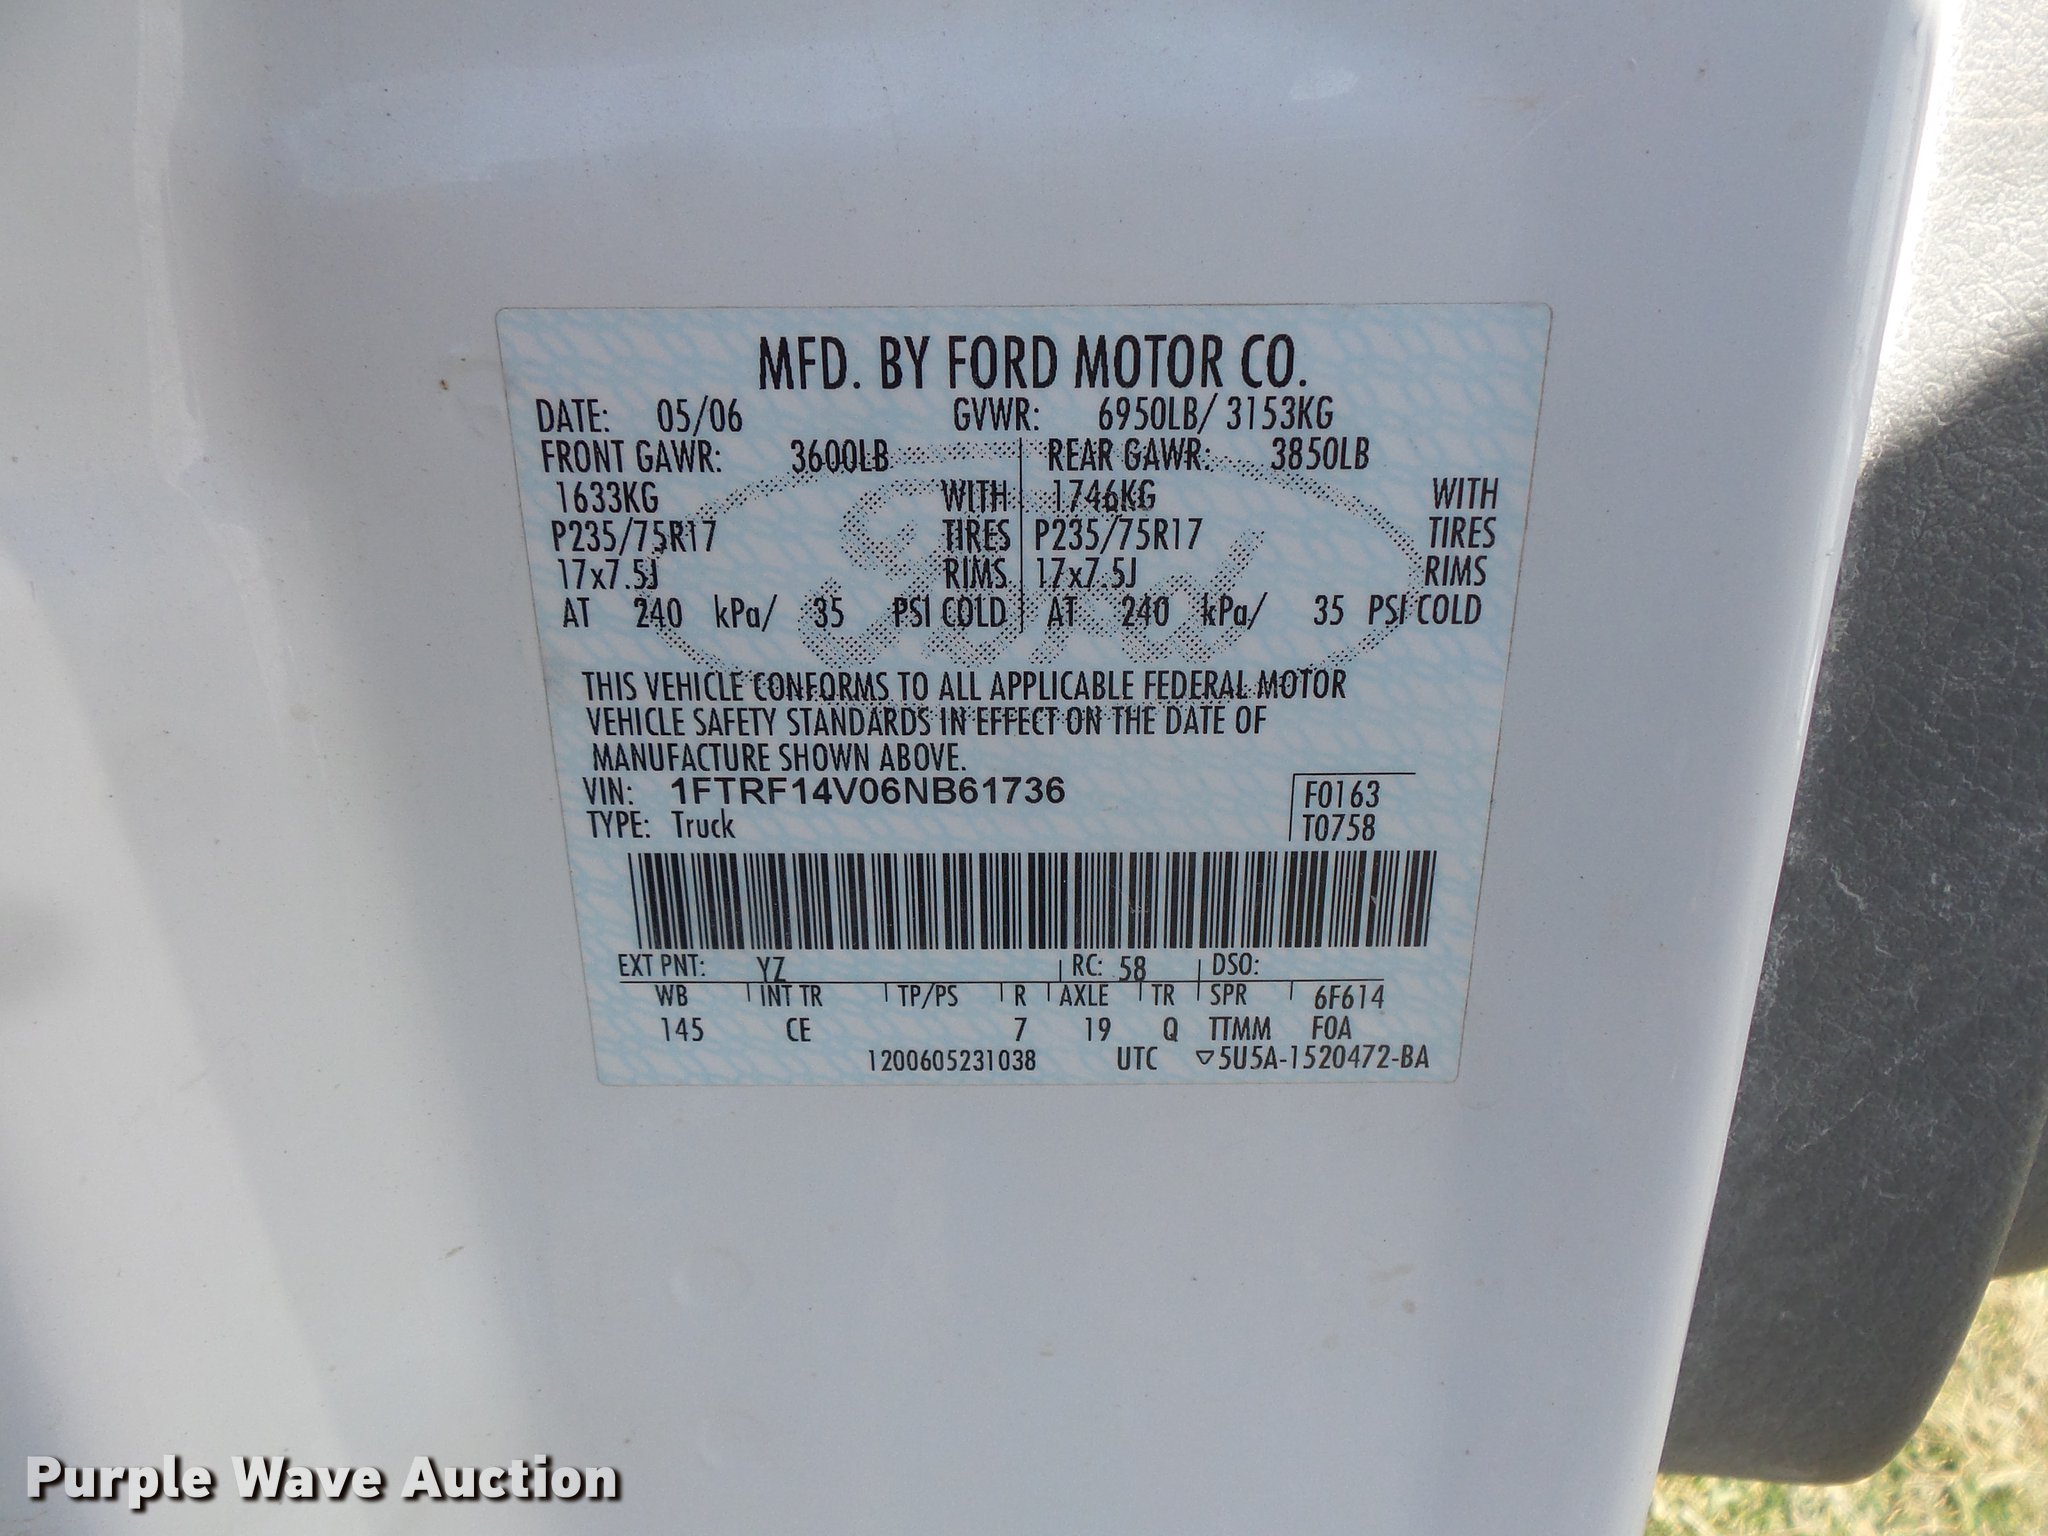 MFD. BY FORD MOTOR CO.
DATE: 05/06 GVWR: 6950LB/ 3153KG
FRONT GAWR: 3600LB REAR GAWR: 3850LB
1633KG WITH 1746KG WITH
P235/75R17 TIRES P235/75R17 TIRES
17x7.5J RIMS 17x7.5J RIMS
AT 240 kPa/ 35 PSI COLD AT 240 kPa/ 35 PSI COLD
Ford
THIS VEHICLE CONFORMS TO ALL APPLICABLE FEDERAL MOTOR
VEHICLE SAFETY STANDARDS IN EFFECT ON THE DATE OF
MANUFACTURE SHOWN ABOVE.
VIN: 1FTRF14V06NB61736 F0163
TYPE: Truck T0758
EXT PNT: YZ RC: 58 DSO:
WB INT TR TP/PS R AXLE TR SPR 6F614
145 CE 7 19 Q TTMM FOA
1200605231038 UTC ▽5U5A-1520472-BA
Purple Wave Auction